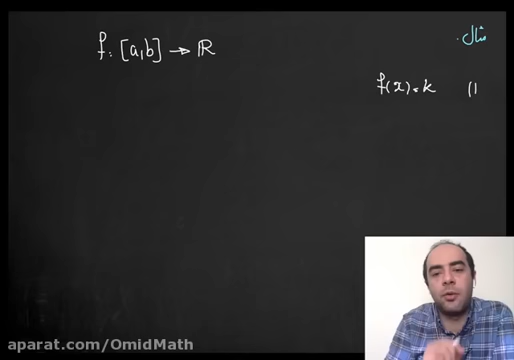 مثال.
f: [a,b] → ℝ
(1 f(x) = k
aparat.com/OmidMath